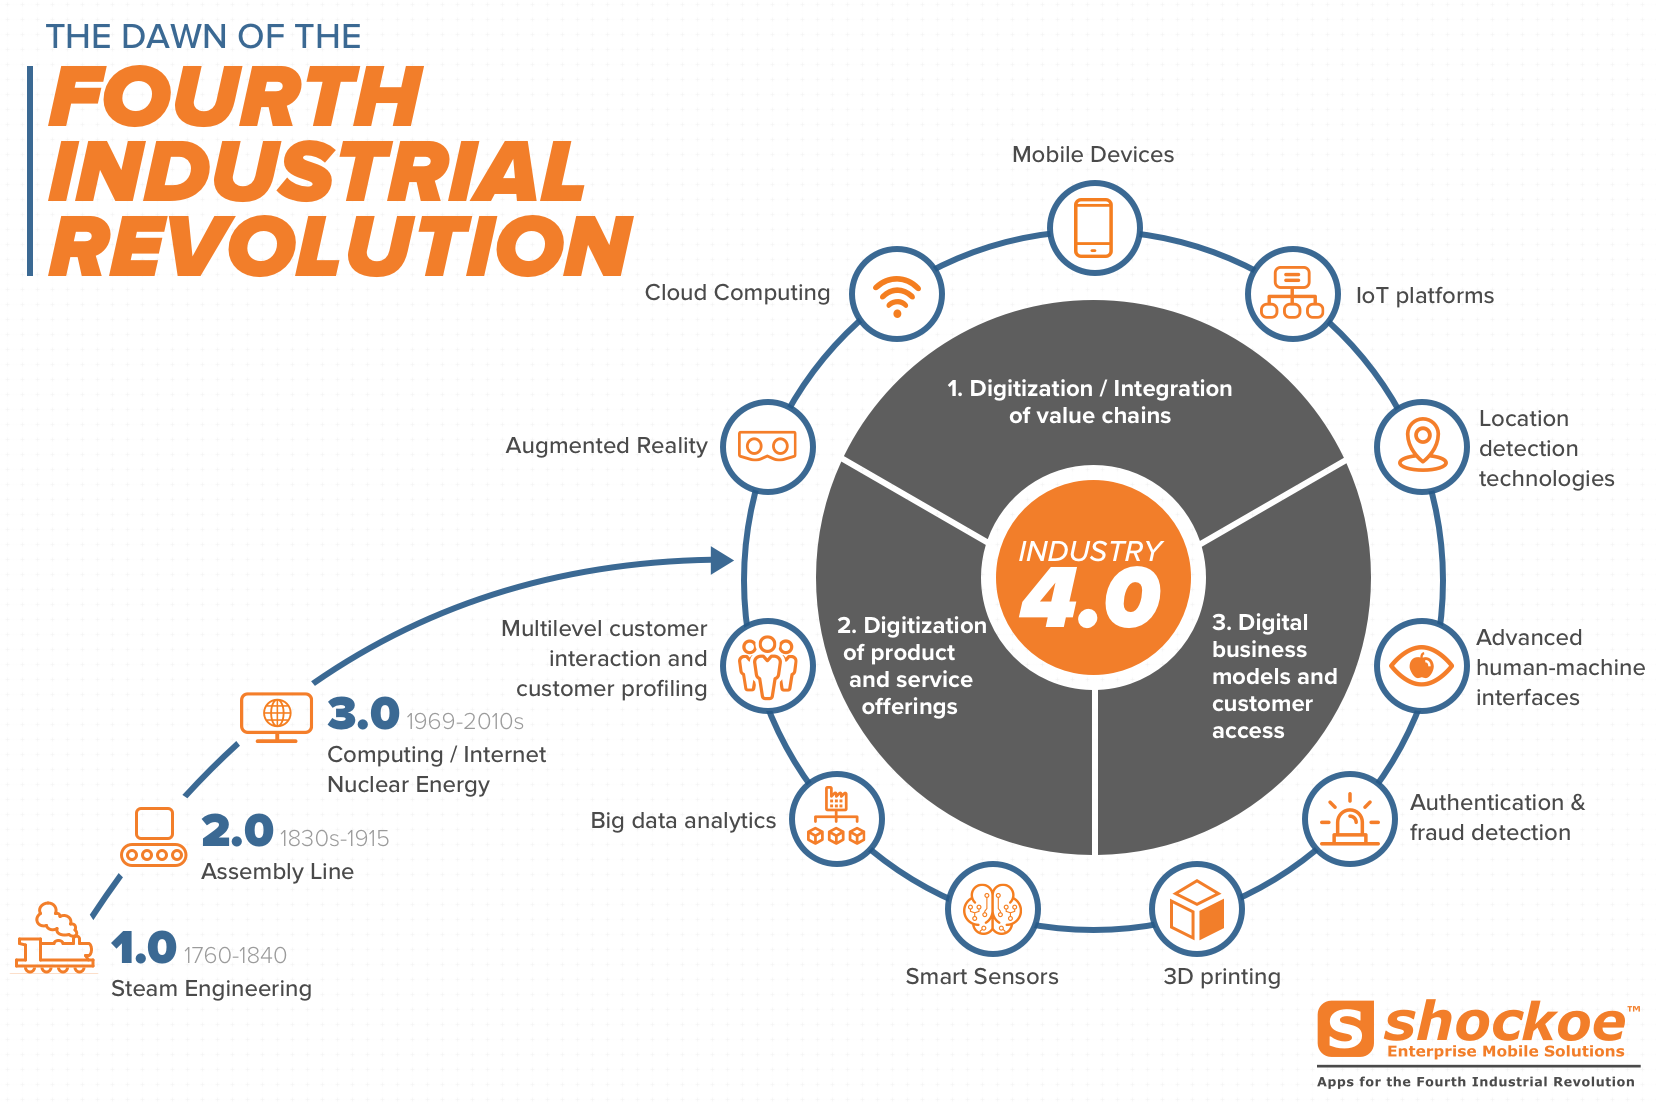 THE DAWN OF THE
FOURTH
INDUSTRIAL
REVOLUTION
Mobile Devices
Cloud Computing
IoT platforms
Augmented Reality
Location
detection
technologies
1. Digitization / Integration
of value chains
INDUSTRY
4.0
2. Digitization
of product
and service
offerings
3. Digital
business
models and
customer
access
Multilevel customer
interaction and
customer profiling
Advanced
human-machine
interfaces
Big data analytics
Authentication &
fraud detection
Smart Sensors
3D printing
3.0 1969-2010s
Computing / Internet
Nuclear Energy
2.0 1830s-1915
Assembly Line
1.0 1760-1840
Steam Engineering
S shockoe™
Enterprise Mobile Solutions
Apps for the Fourth Industrial Revolution